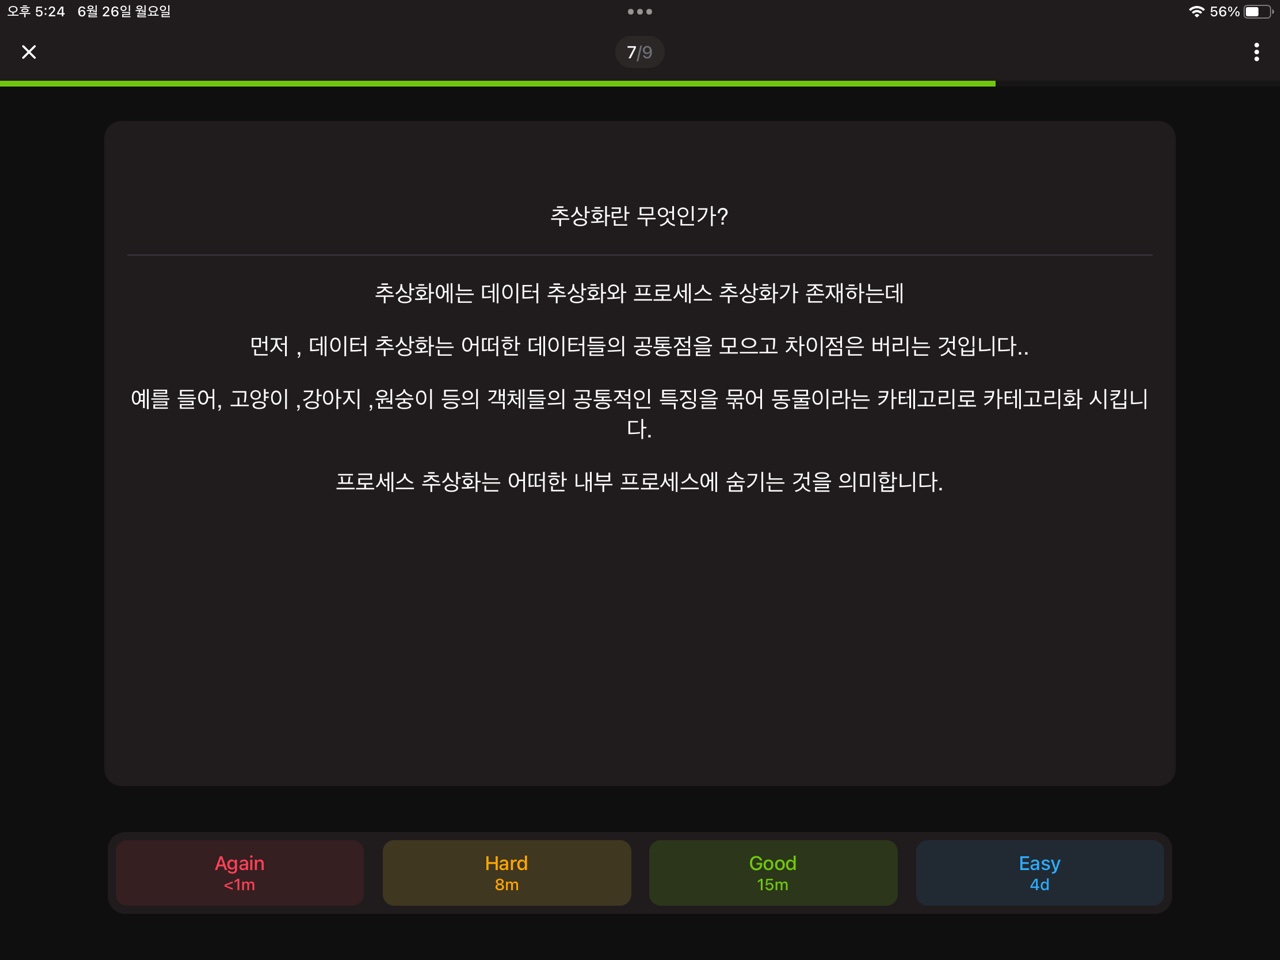 오후 5:24 6월 26일 월요일
56%
7/9
추상화란 무엇인가?
추상화에는 데이터 추상화와 프로세스 추상화가 존재하는데
먼저 , 데이터 추상화는 어떠한 데이터들의 공통점을 모으고 차이점은 버리는 것입니다..
예를 들어, 고양이 ,강아지 ,원숭이 등의 객체들의 공통적인 특징을 묶어 동물이라는 카테고리로 카테고리화 시킵니
다.
프로세스 추상화는 어떠한 내부 프로세스에 숨기는 것을 의미합니다.
Again
<1m
Hard
8m
Good
15m
Easy
4d